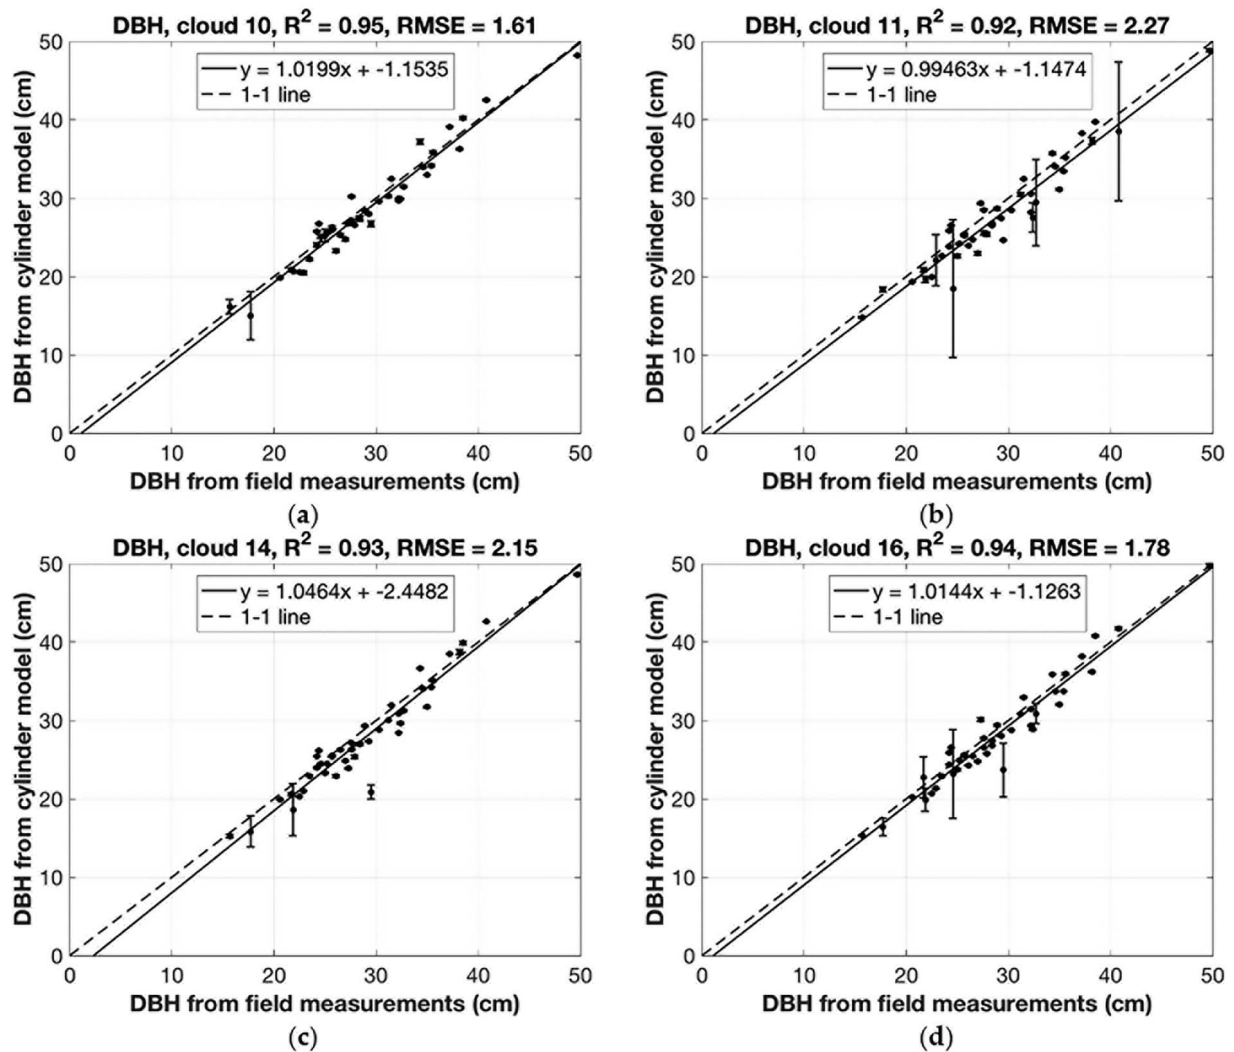 DBH, cloud 10, R² = 0.95, RMSE = 1.61
y = 1.0199x + -1.1535
1-1 line
DBH from cylinder model (cm)
50
40
30
20
10
0
0 10 20 30 40 50
DBH from field measurements (cm)
(a)
DBH, cloud 11, R² = 0.92, RMSE = 2.27
y = 0.99463x + -1.1474
1-1 line
DBH from cylinder model (cm)
50
40
30
20
10
0
0 10 20 30 40 50
DBH from field measurements (cm)
(b)
DBH, cloud 14, R² = 0.93, RMSE = 2.15
y = 1.0464x + -2.4482
1-1 line
DBH from cylinder model (cm)
50
40
30
20
10
0
0 10 20 30 40 50
DBH from field measurements (cm)
(c)
DBH, cloud 16, R² = 0.94, RMSE = 1.78
y = 1.0144x + -1.1263
1-1 line
DBH from cylinder model (cm)
50
40
30
20
10
0
0 10 20 30 40 50
DBH from field measurements (cm)
(d)